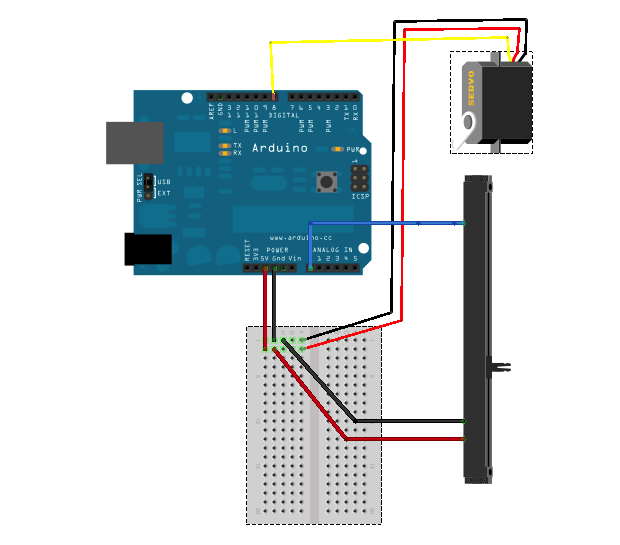 SERVO
AREF
GND
13
12
11
10
9
8
7
6
5
4
3
2
1
0
PWM
PWM
PWM
PWM
PWM
PWM
TX
RX
DIGITAL
L
TX
RX
Arduino
PWR
1
ICSP
PWR SEL
USB
EXT
www.arduino.cc
POWER
ANALOG IN
RESET
3V3
5V Gnd Vin
1 2 3 4 5